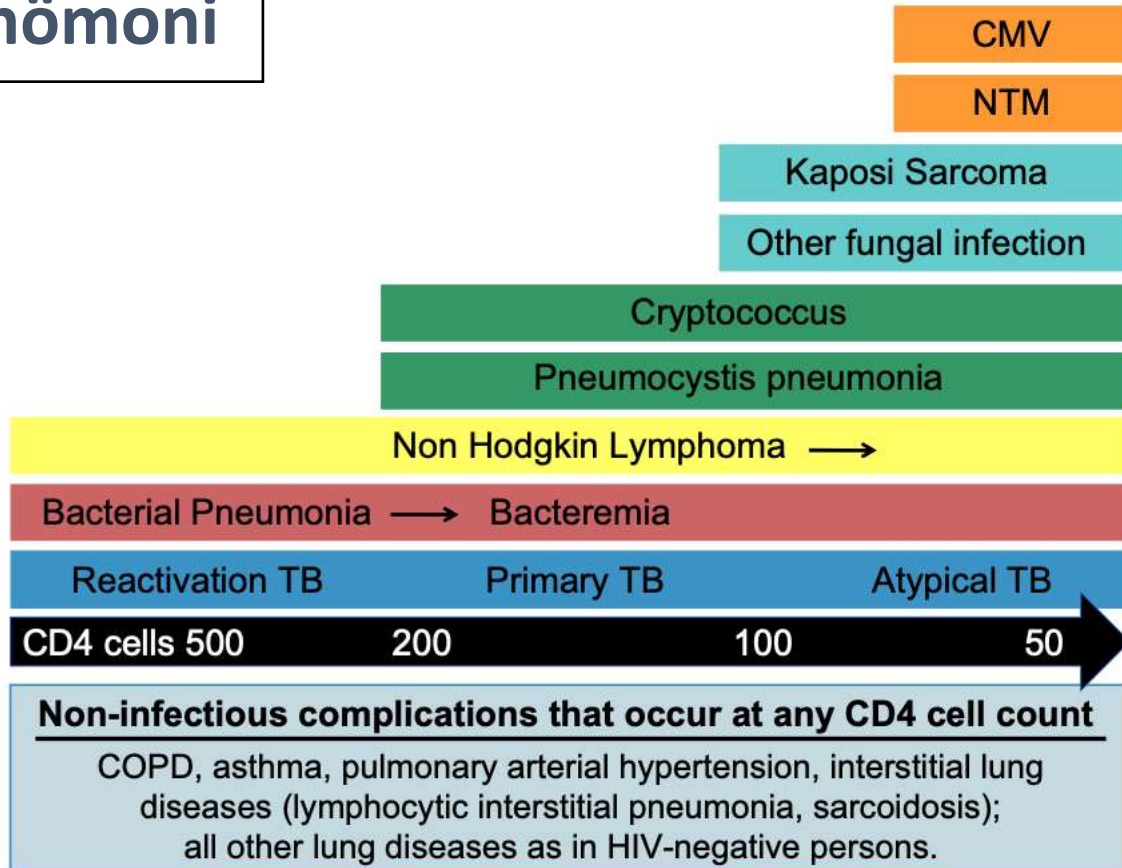 CMV
NTM
Kaposi Sarcoma
Other fungal infection
Cryptococcus
Pneumocystis pneumonia
Non Hodgkin Lymphoma →
Bacterial Pneumonia → Bacteremia
Reactivation TB Primary TB Atypical TB
CD4 cells 500 200 100 50
Non-infectious complications that occur at any CD4 cell count
COPD, asthma, pulmonary arterial hypertension, interstitial lung
diseases (lymphocytic interstitial pneumonia, sarcoidosis);
all other lung diseases as in HIV-negative persons.